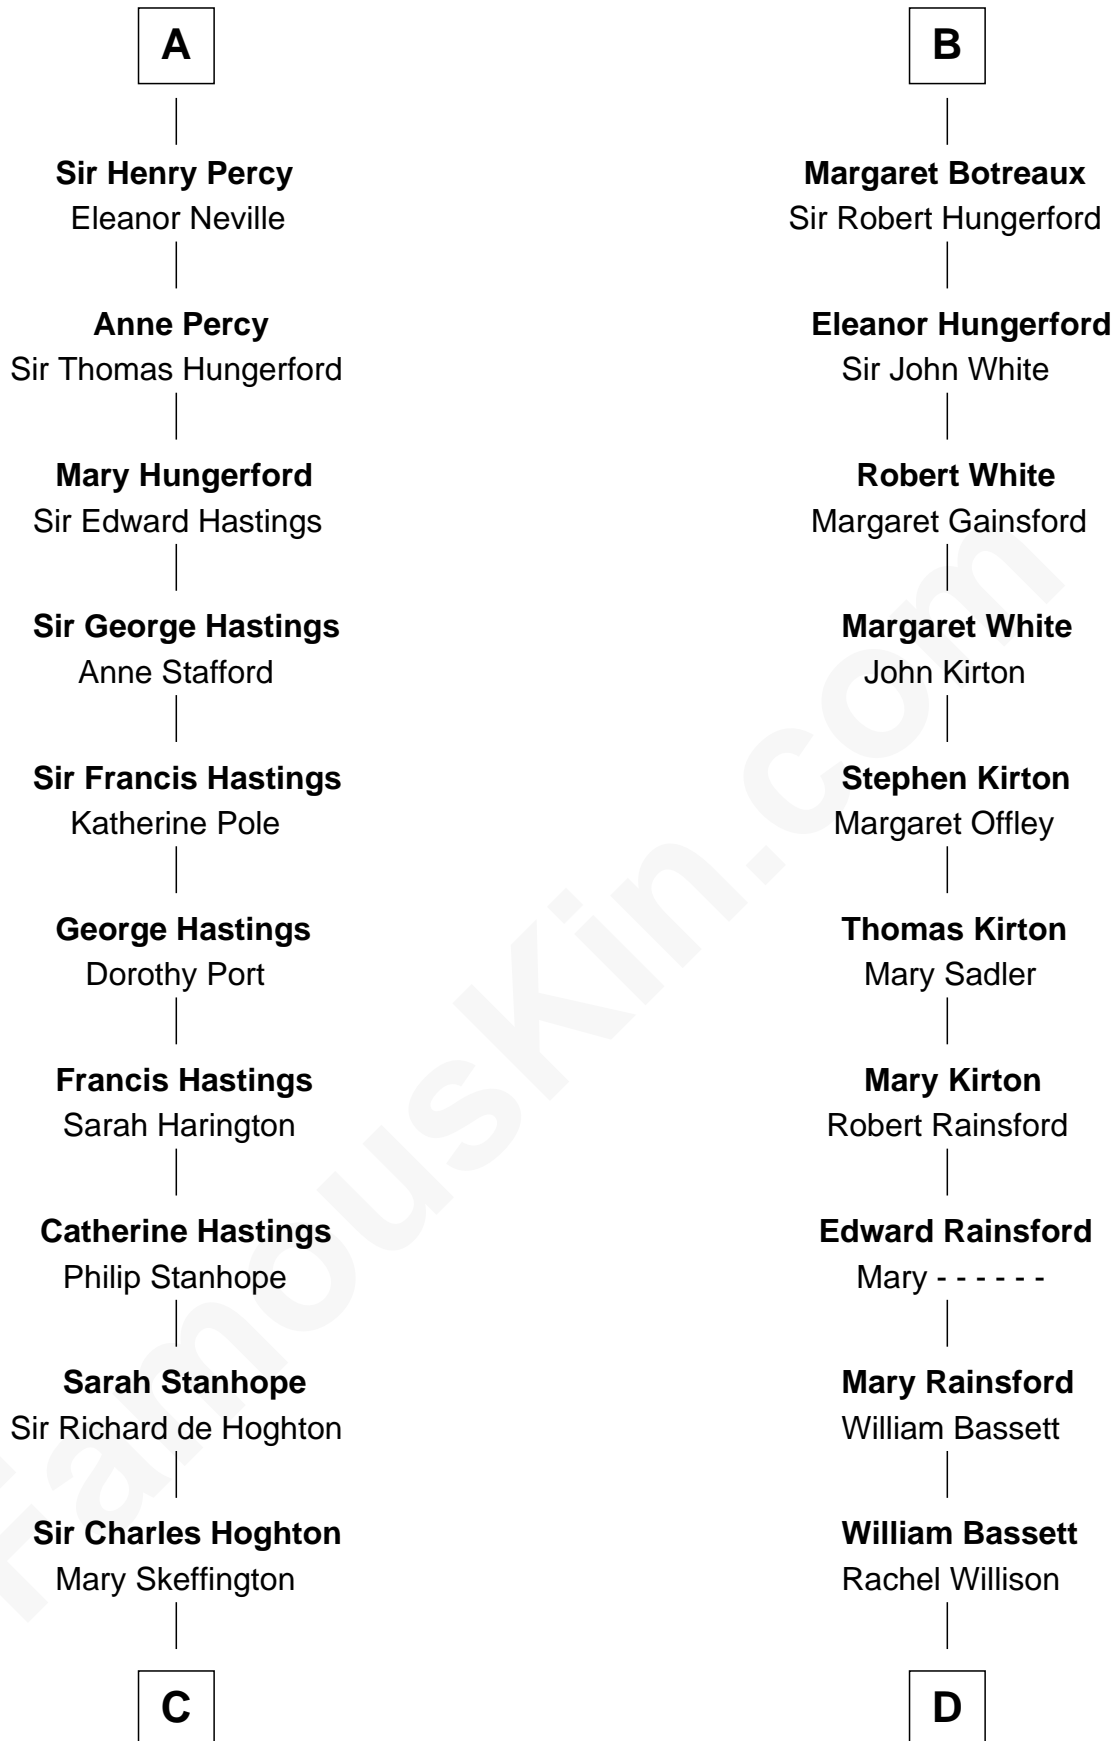 A
Sir Henry Percy
Eleanor Neville
Anne Percy
Sir Thomas Hungerford
Mary Hungerford
Sir Edward Hastings
Sir George Hastings
Anne Stafford
Sir Francis Hastings
Katherine Pole
George Hastings
Dorothy Port
Francis Hastings
Sarah Harington
Catherine Hastings
Philip Stanhope
Sarah Stanhope
Sir Richard de Hoghton
Sir Charles Hoghton
Mary Skeffington
C
B
Margaret Botreaux
Sir Robert Hungerford
Eleanor Hungerford
Sir John White
Robert White
Margaret Gainsford
Margaret White
John Kirton
Stephen Kirton
Margaret Offley
Thomas Kirton
Mary Sadler
Mary Kirton
Robert Rainsford
Edward Rainsford
Mary - - - - - -
Mary Rainsford
William Bassett
William Bassett
Rachel Willison
D
FamousKin.com